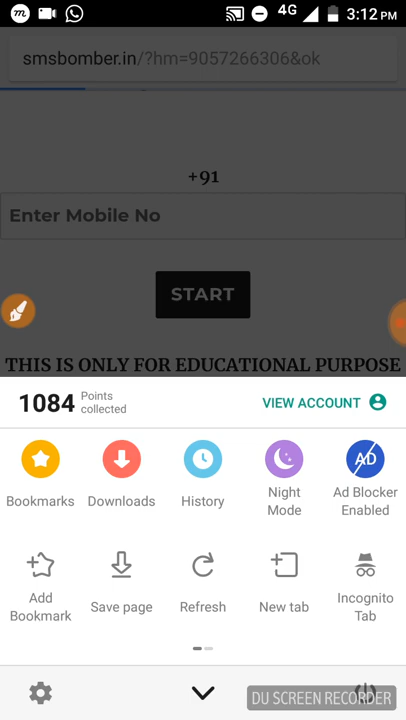 4G 3:12 PM
smsbomber.in/?hm=9057266306&ok
+91
Enter Mobile No
START
THIS IS ONLY FOR EDUCATIONAL PURPOSE
1084 Points collected VIEW ACCOUNT
Bookmarks Downloads History Night Mode AD Ad Blocker Enabled
Add Bookmark Save page Refresh New tab Incognito Tab
DU SCREEN RECORDER